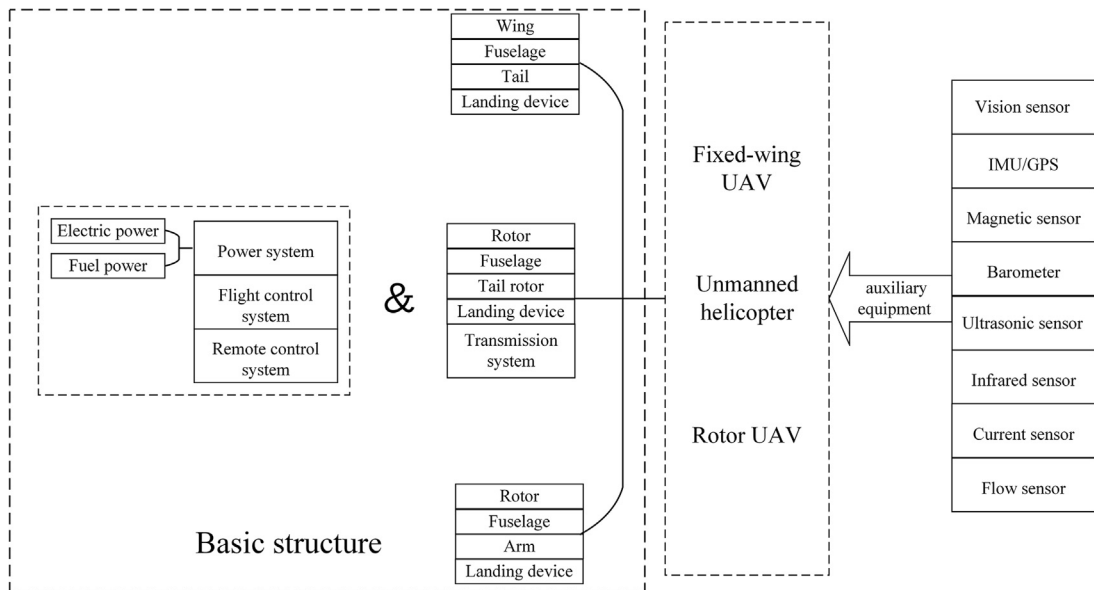 Wing
Fuselage
Tail
Landing device
Electric power
Fuel power
Power system
Flight control
system
Remote control
system
&
Rotor
Fuselage
Tail rotor
Landing device
Transmission
system
Rotor
Fuselage
Arm
Landing device
Basic structure
Fixed-wing
UAV
Unmanned
helicopter
Rotor UAV
auxiliary
equipment
Vision sensor
IMU/GPS
Magnetic sensor
Barometer
Ultrasonic sensor
Infrared sensor
Current sensor
Flow sensor